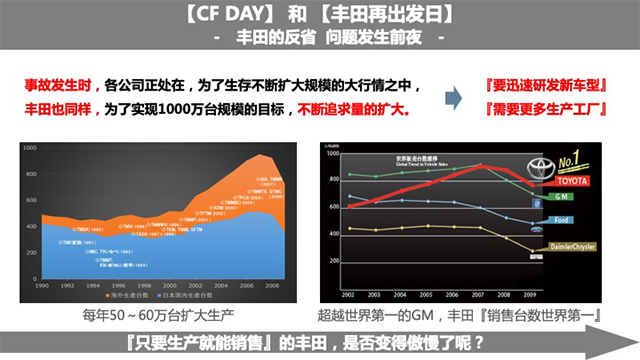 【CF DAY】 和 【丰田再出发日】
- 丰田的反省 问题发生前夜 -
事故发生时，各公司正处在，为了生存不断扩大规模的大行情之中，
丰田也同样，为了实现1000万台规模的目标，不断追求量的扩大。
『要迅速研发新车型』
『需要更多生产工厂』
1000
800
600
400
200
0
1990 1992 1994 1996 1998 2000 2002 2004 2006 2008
海外生産台数 日本国内生産台数
每年50～60万台扩大生产
世界販売台数推移
Global Trend in Vehicle Sales
1000
800
600
400
200
2002 2003 2004 2005 2006 2007 2008 2009
No.1
TOYOTA
GM
Ford
DaimlerChrysler
超越世界第一的GM，丰田『销售台数世界第一』
『只要生产就能销售』的丰田，是否变得傲慢了呢？